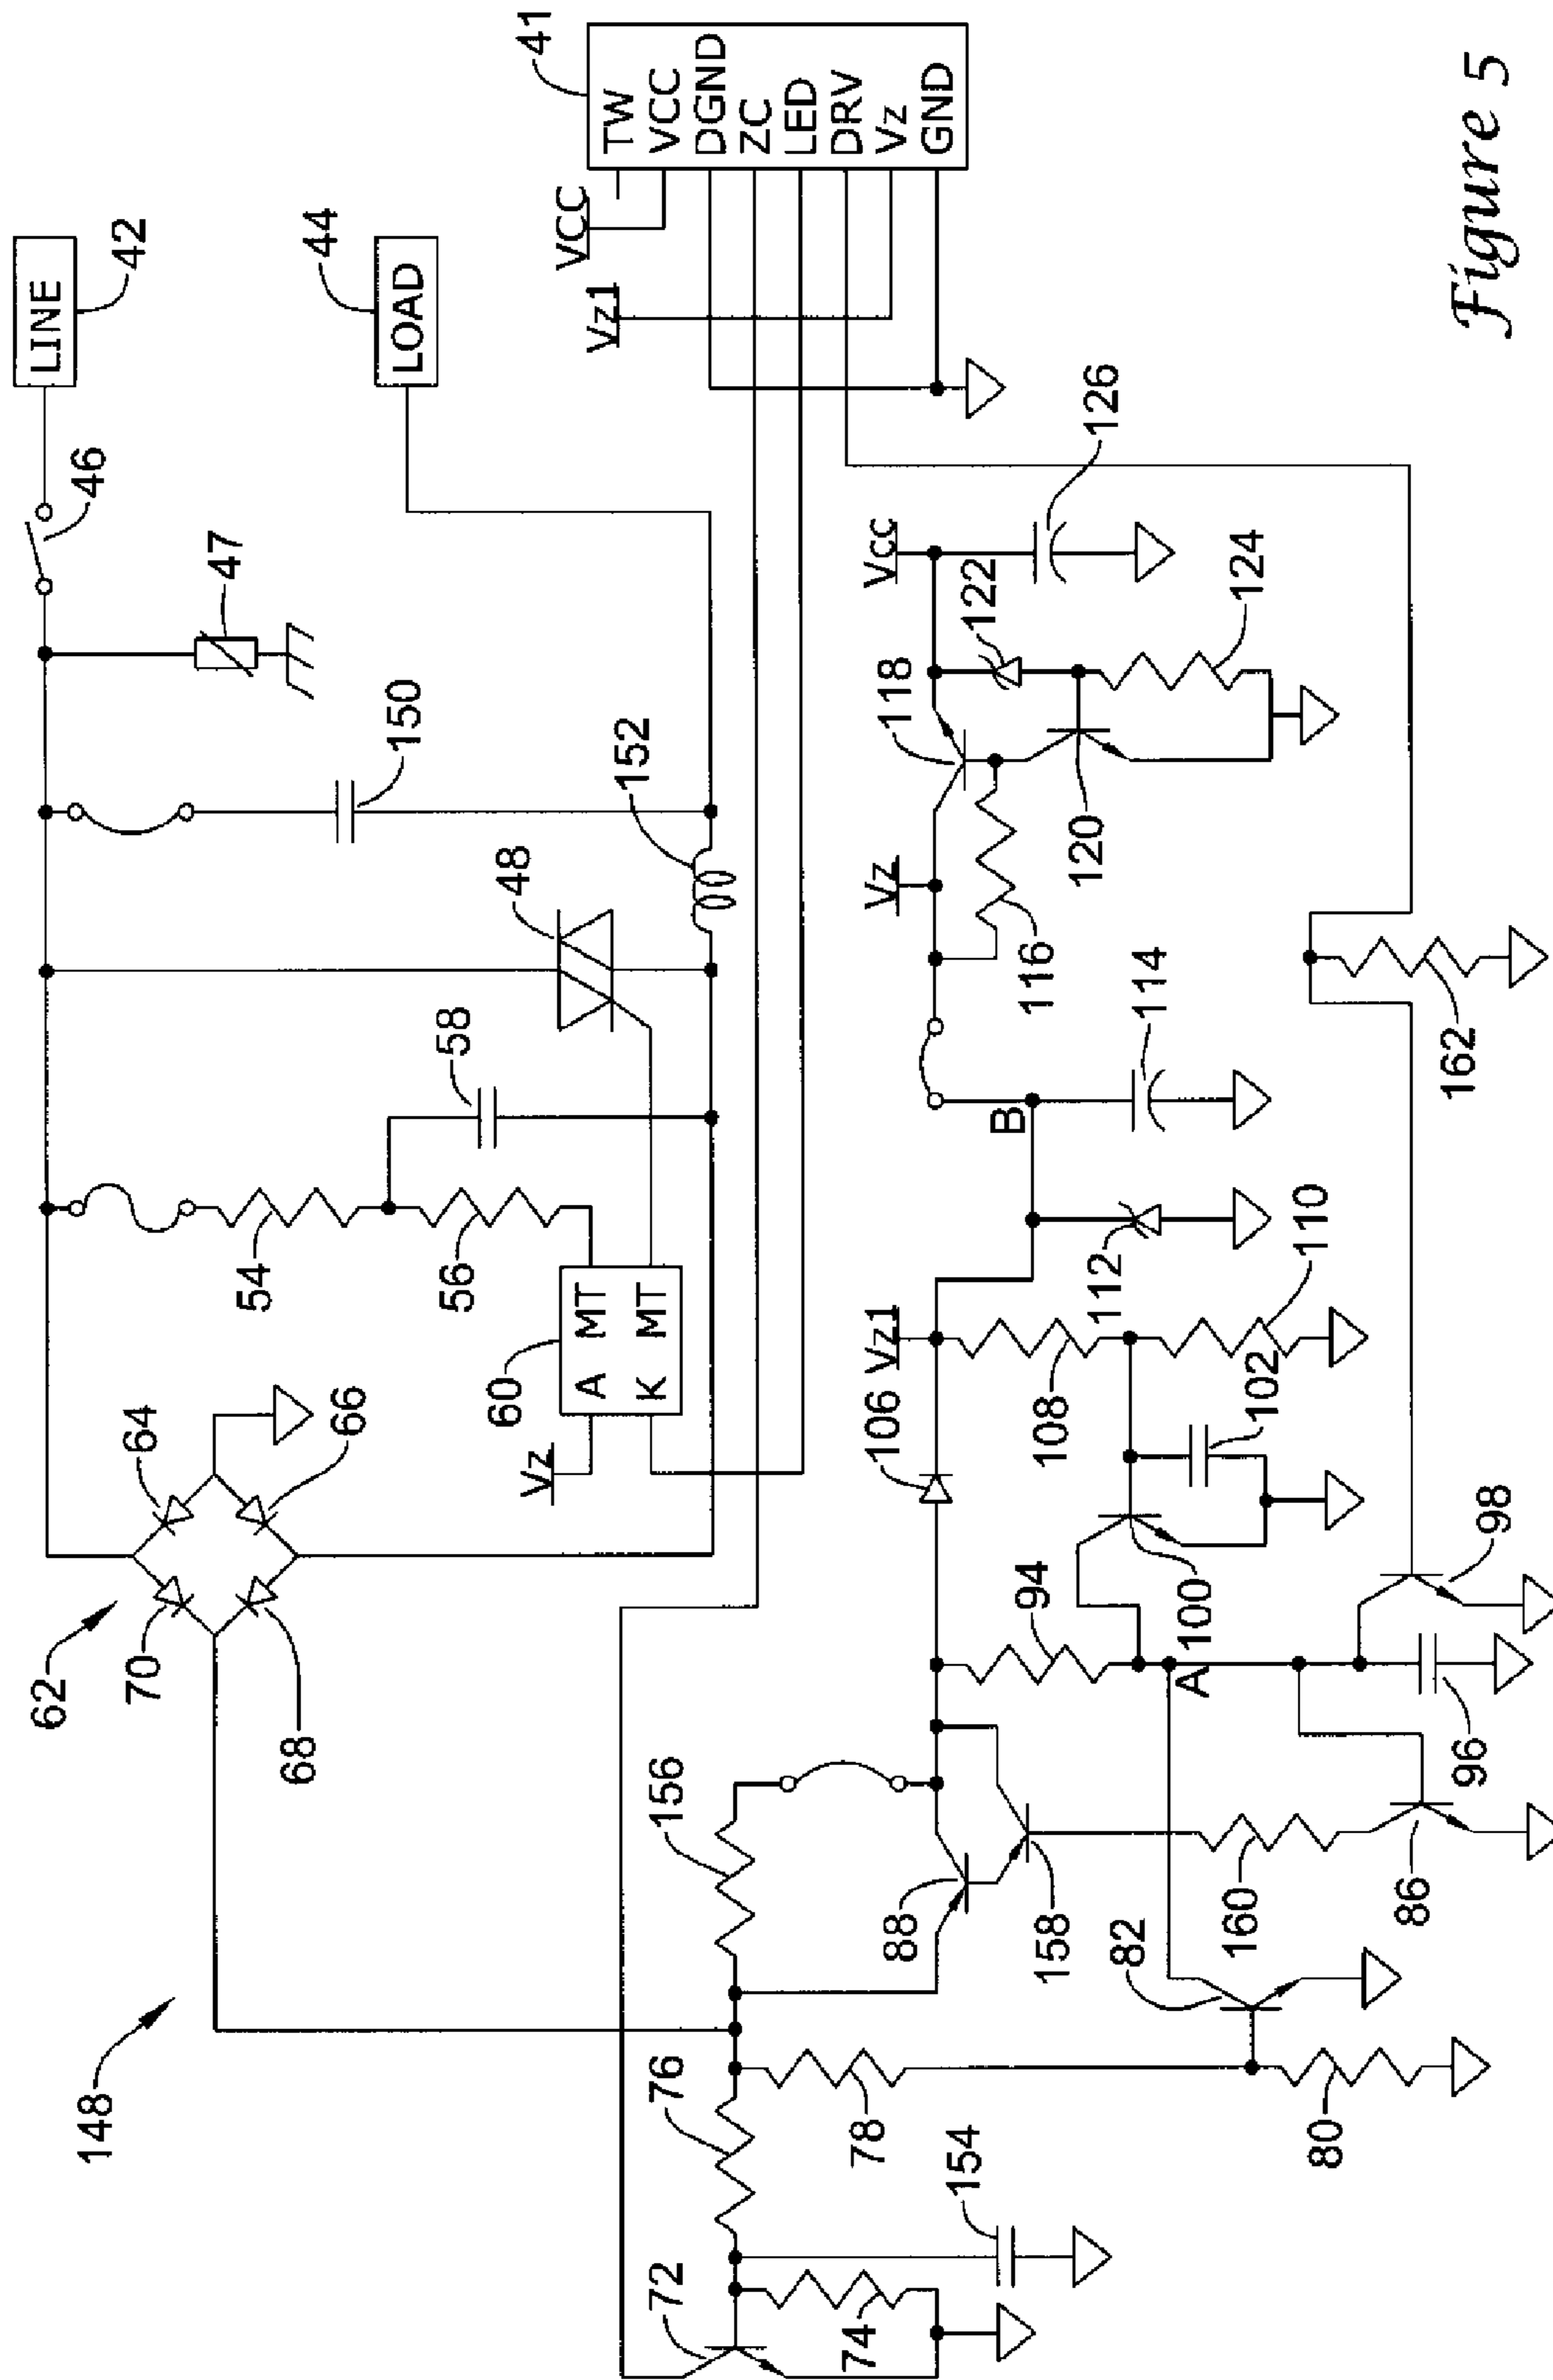 148
62
70
64
68
66
LINE
42
46
47
LOAD
44
150
152
48
58
54
56
60
A MT
K MT
Vz
41
TW
VCC
DGND
ZC
LED
DRV
Vz
GND
VCC
Vz1
72
74
76
154
78
80
82
156
88
158
160
86
94
A
96
98
100
102
106
Vz1
108
110
112
B
114
Vz
116
118
120
122
124
Vcc
126
162
Figure 5